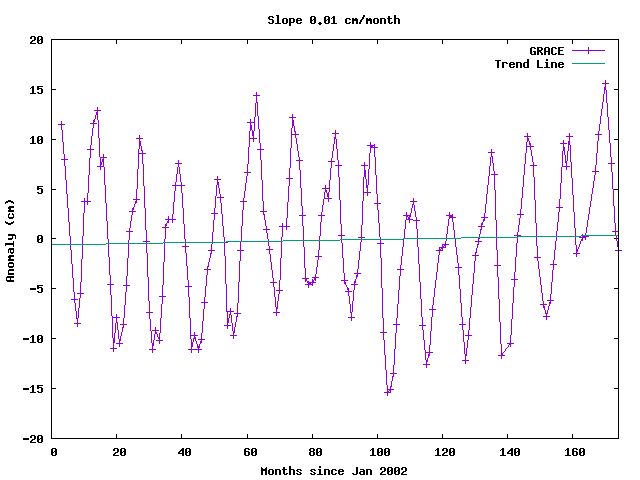 Slope 0.01 cm/month
GRACE
Trend Line
20
15
10
5
0
-5
-10
-15
-20
Anomaly (cm)
0 20 40 60 80 100 120 140 160
Months since Jan 2002